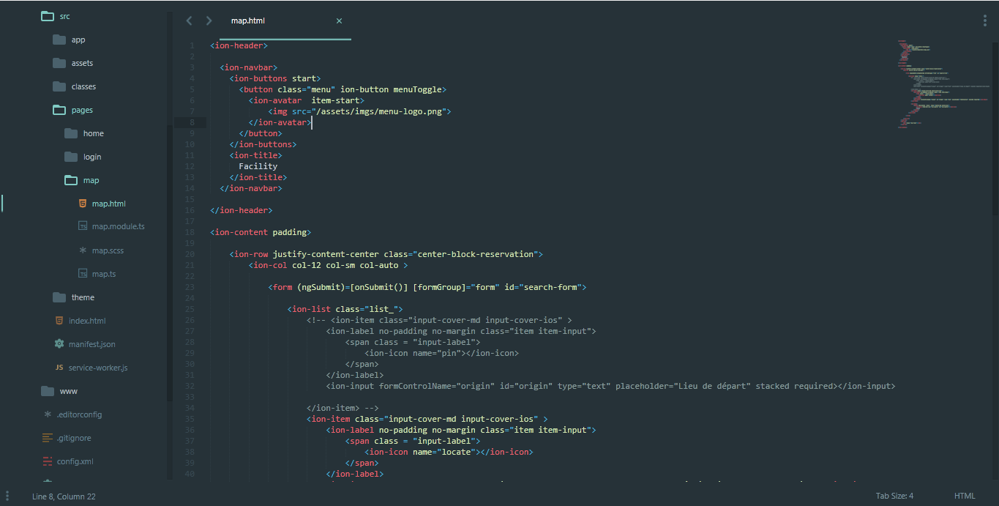 src
app
assets
classes
pages
home
login
map
map.html
map.module.ts
map.scss
map.ts
theme
index.html
manifest.json
JS service-worker.js
www
.editorconfig
.gitignore
config.xml
map.html
1 <ion-header>
2
3 <ion-navbar>
4 <ion-buttons start>
5 <button class="menu" ion-button menuToggle>
6 <ion-avatar  item-start>
7 <img src="/assets/imgs/menu-logo.png">
8 </ion-avatar>
9 </button>
10 </ion-buttons>
11 <ion-title>
12 Facility
13 </ion-title>
14 </ion-navbar>
15
16 </ion-header>
17
18 <ion-content padding>
19
20 <ion-row justify-content-center class="center-block-reservation">
21 <ion-col col-12 col-sm col-auto >
22
23 <form (ngSubmit)=[onSubmit()] [formGroup]="form" id="search-form">
24
25 <ion-list class="list_">
26 <!-- <ion-item class="input-cover-md input-cover-ios" >
27 <ion-label no-padding no-margin class="item item-input">
28 <span class = "input-label">
29 <ion-icon name="pin"></ion-icon>
30 </span>
31 </ion-label>
32 <ion-input formControlName="origin" id="origin" type="text" placeholder="Lieu de départ" stacked required></ion-input>
33
34 </ion-item> -->
35 <ion-item class="input-cover-md input-cover-ios" >
36 <ion-label no-padding no-margin class="item item-input">
37 <span class = "input-label">
38 <ion-icon name="locate"></ion-icon>
39 </span>
40 </ion-label>
Line 8, Column 22
Tab Size: 4
HTML